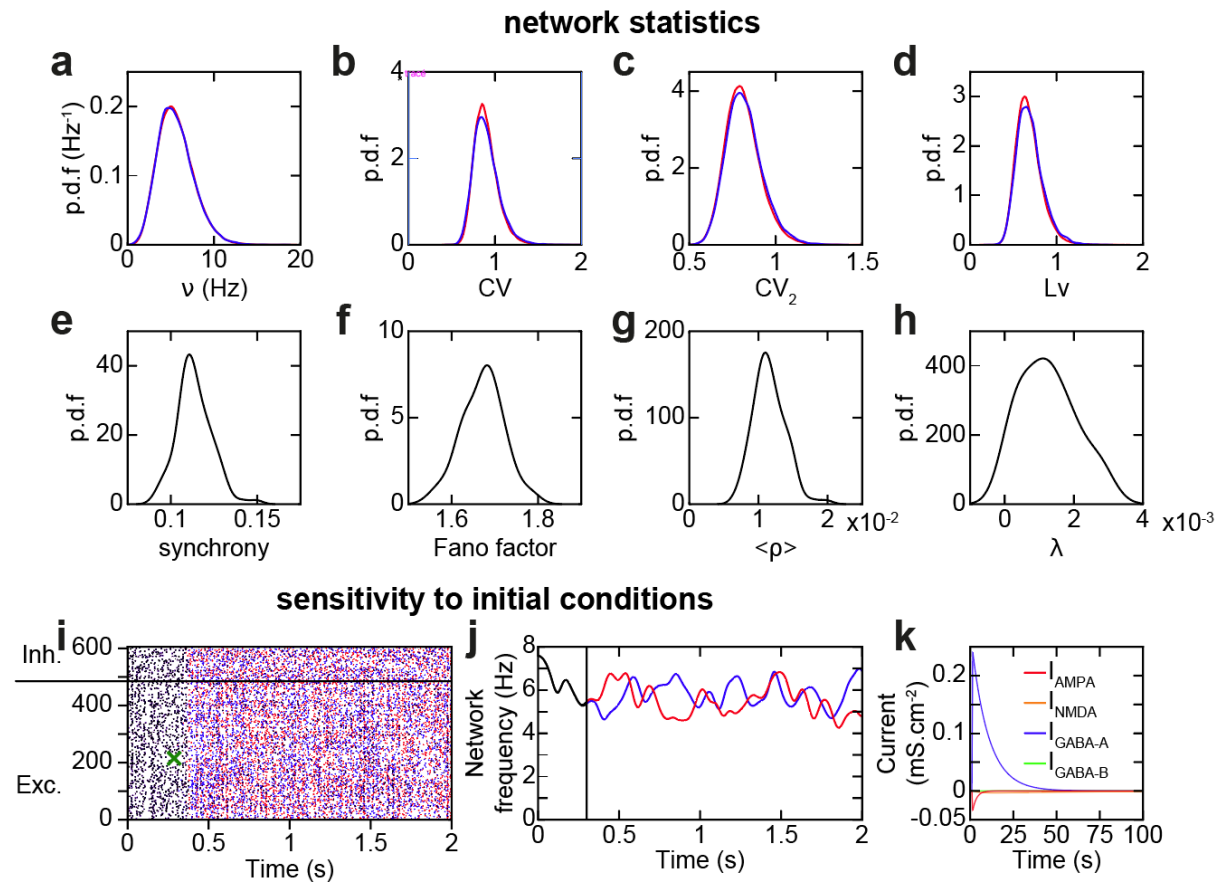 network statistics
a
p.d.f (Hz⁻¹)
0.2
0.1
0
0 10 20
ν (Hz)
b
p.d.f
4
2
0 1 2
CV
c
p.d.f
4
2
0
0.5 1 1.5
CV₂
d
p.d.f
3
2
1
0
0 1 2
Lv
e
p.d.f
40
20
0
0.1 0.15
synchrony
f
p.d.f
10
5
0
1.6 1.8
Fano factor
g
p.d.f
200
100
0
0 1 2 x10⁻²
<ρ>
h
p.d.f
400
200
0
0 2 4 x10⁻³
λ
sensitivity to initial conditions
i
Inh.
Exc.
600
400
200
0
0 0.5 1 1.5 2
Time (s)
j
Network
frequency (Hz)
8
6
4
2
0
0 0.5 1 1.5 2
Time (s)
k
Current
(mS.cm⁻²)
0.2
0.1
0
-0.05
I AMPA
I NMDA
I GABA-A
I GABA-B
0 25 50 75 100
Time (s)